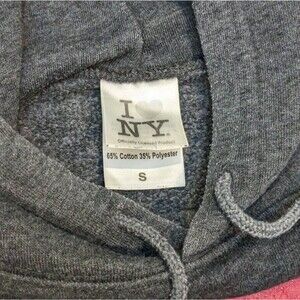 I ♥
NY®
Officially Licensed Product
65% Cotton 35% Polyester
S